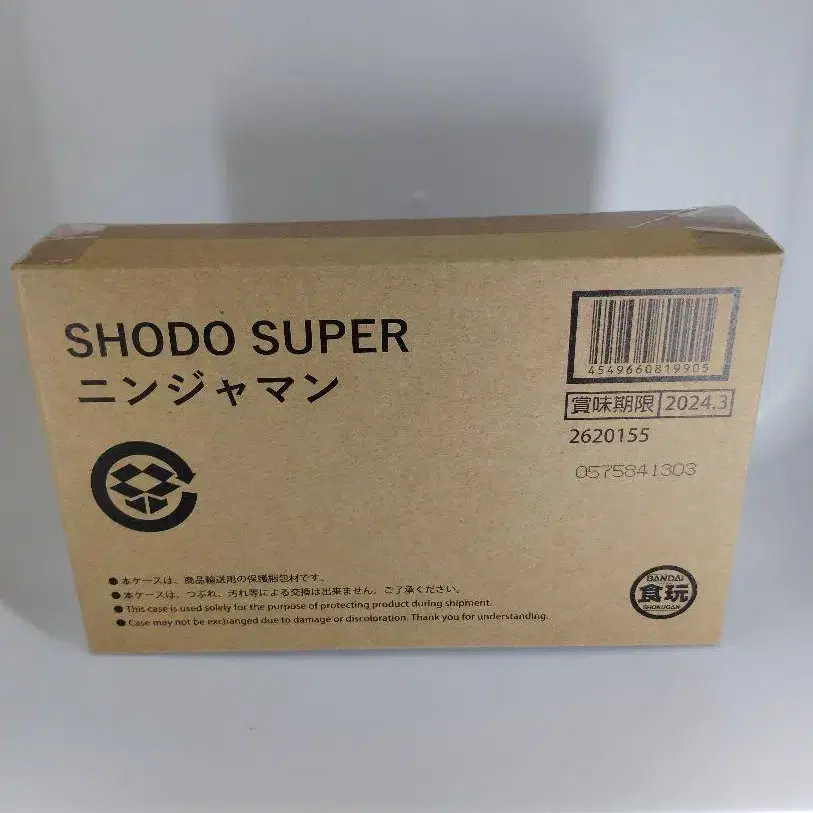 SHODO SUPER
ニンジャマン
4549660819905
賞味期限 2024.3
2620155
0575841303
●本ケースは、商品輸送用の保護梱包材です。
●本ケースは、つぶれ、汚れ等による交換は出来ません、ご了承ください。
●This case is used solely for the purpose of protecting product during shipment.
●Case may not be exchanged due to damage or discoloration. Thank you for understanding.
BANDAI
食玩
SHOKUGAN